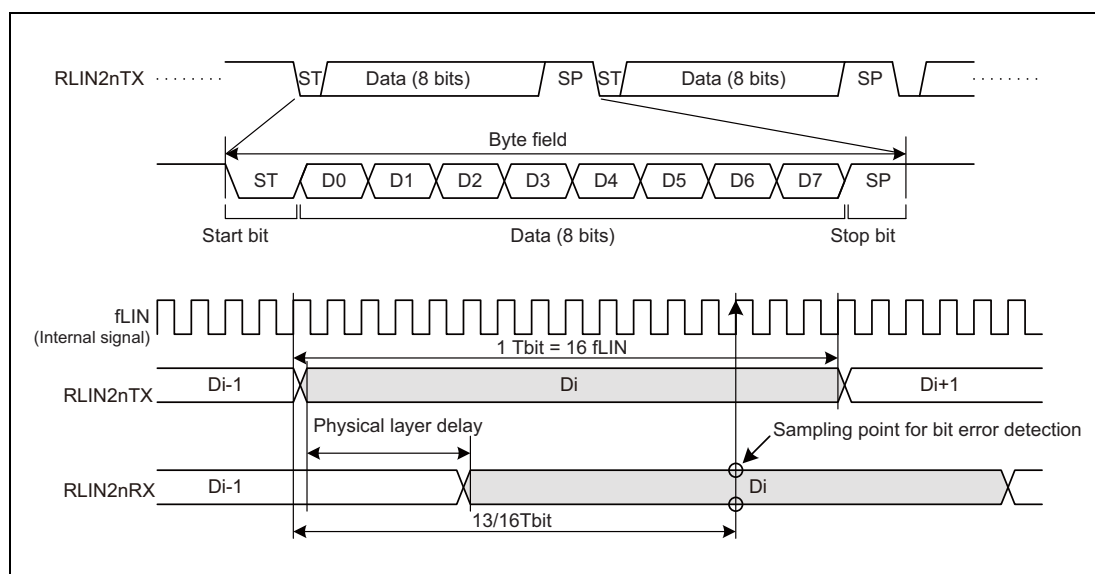 RLIN2nTX ST Data (8 bits) SP ST Data (8 bits) SP
Byte field
ST D0 D1 D2 D3 D4 D5 D6 D7 SP
Start bit Data (8 bits) Stop bit
fLIN
(Internal signal)
1 Tbit = 16 fLIN
RLIN2nTX Di-1 Di Di+1
Physical layer delay
Sampling point for bit error detection
RLIN2nRX Di-1 Di
13/16Tbit